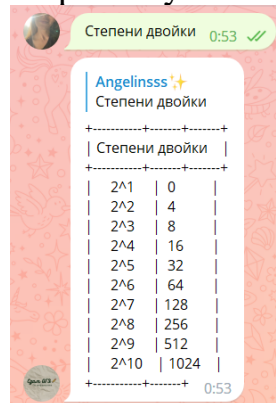 Степени двойки 0:53
Angelinsss✨
Степени двойки
+-----------+-------+-------+
| Степени двойки |
+-----------+-------+-------+
| 2^1 | 0 |
| 2^2 | 4 |
| 2^3 | 8 |
| 2^4 | 16 |
| 2^5 | 32 |
| 2^6 | 64 |
| 2^7 | 128 |
| 2^8 | 256 |
| 2^9 | 512 |
| 2^10 | 1024 |
+-----------+-------+ 0:53